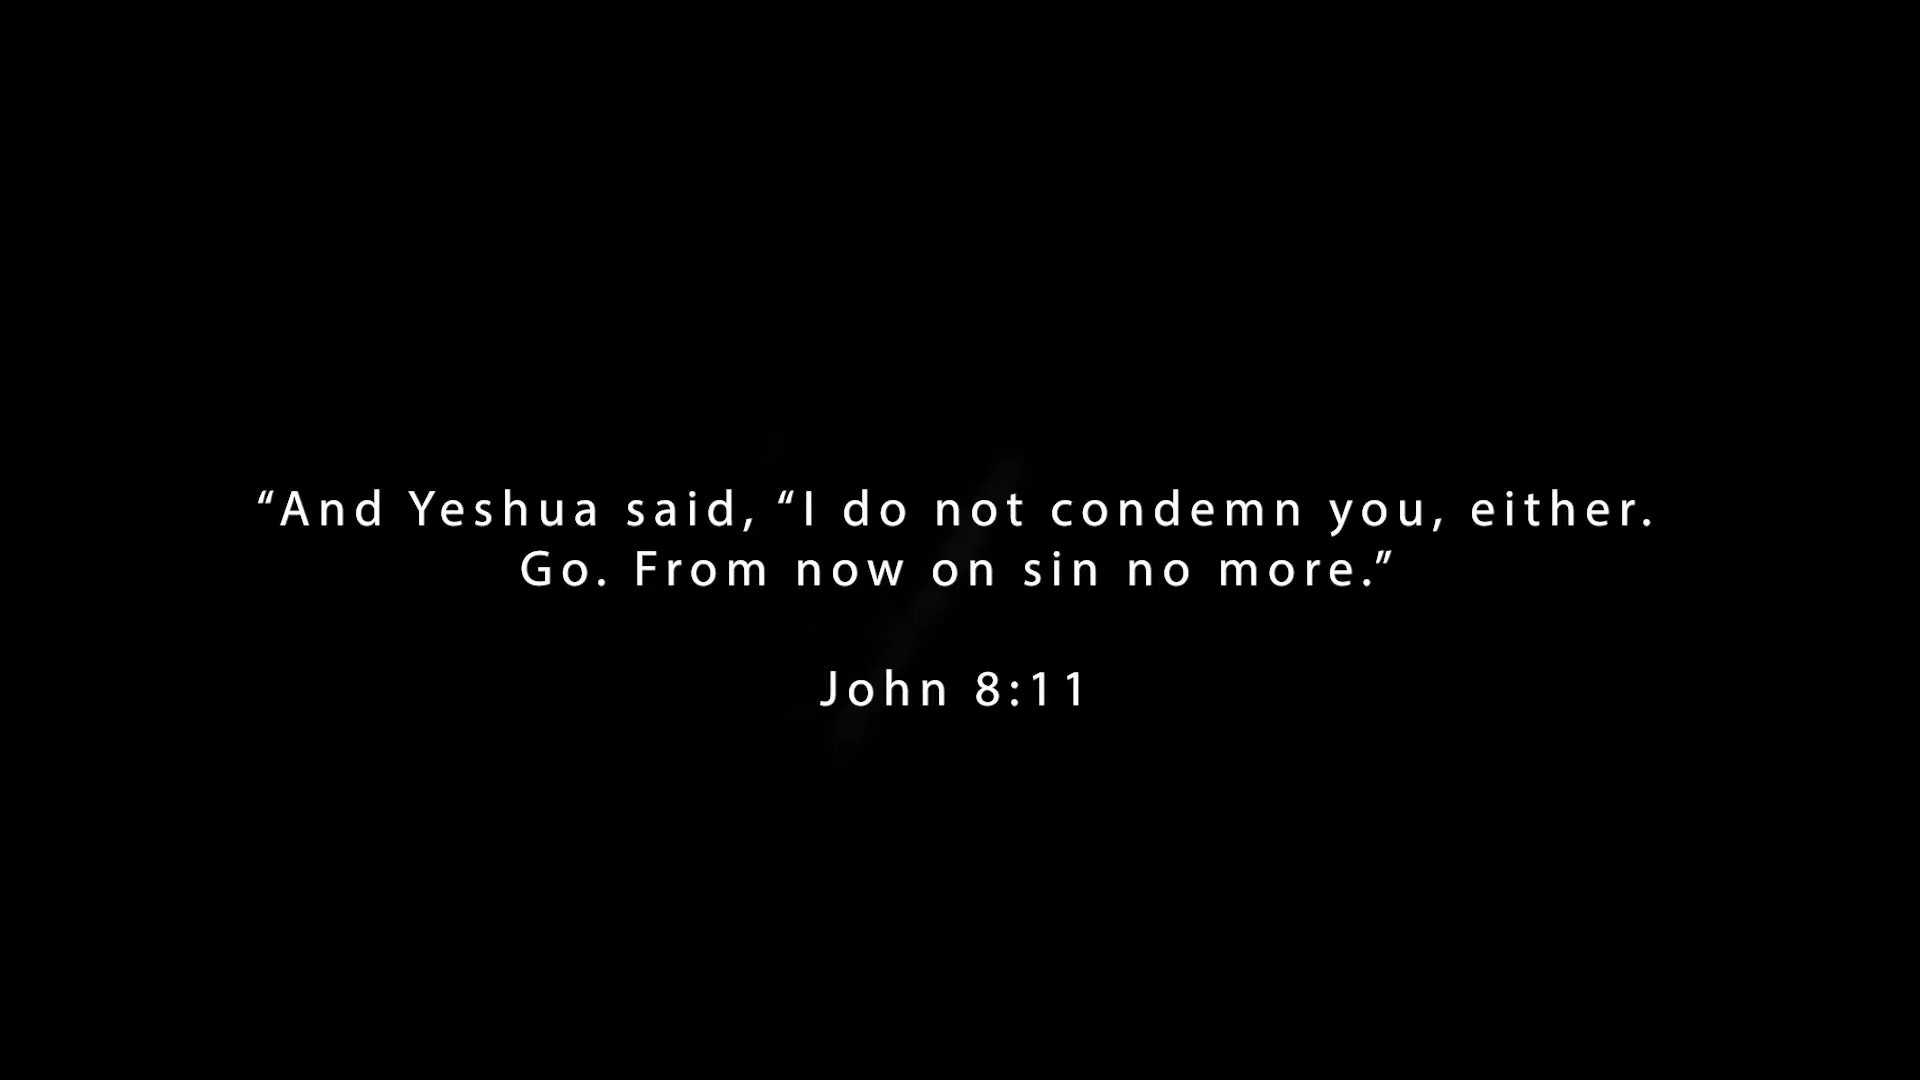 “And Yeshua said, “I do not condemn you, either.
Go. From now on sin no more.”
John 8:11